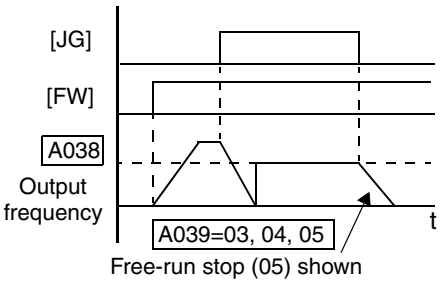 [JG]
[FW]
A038
Output
frequency
t
A039=03, 04, 05
Free-run stop (05) shown